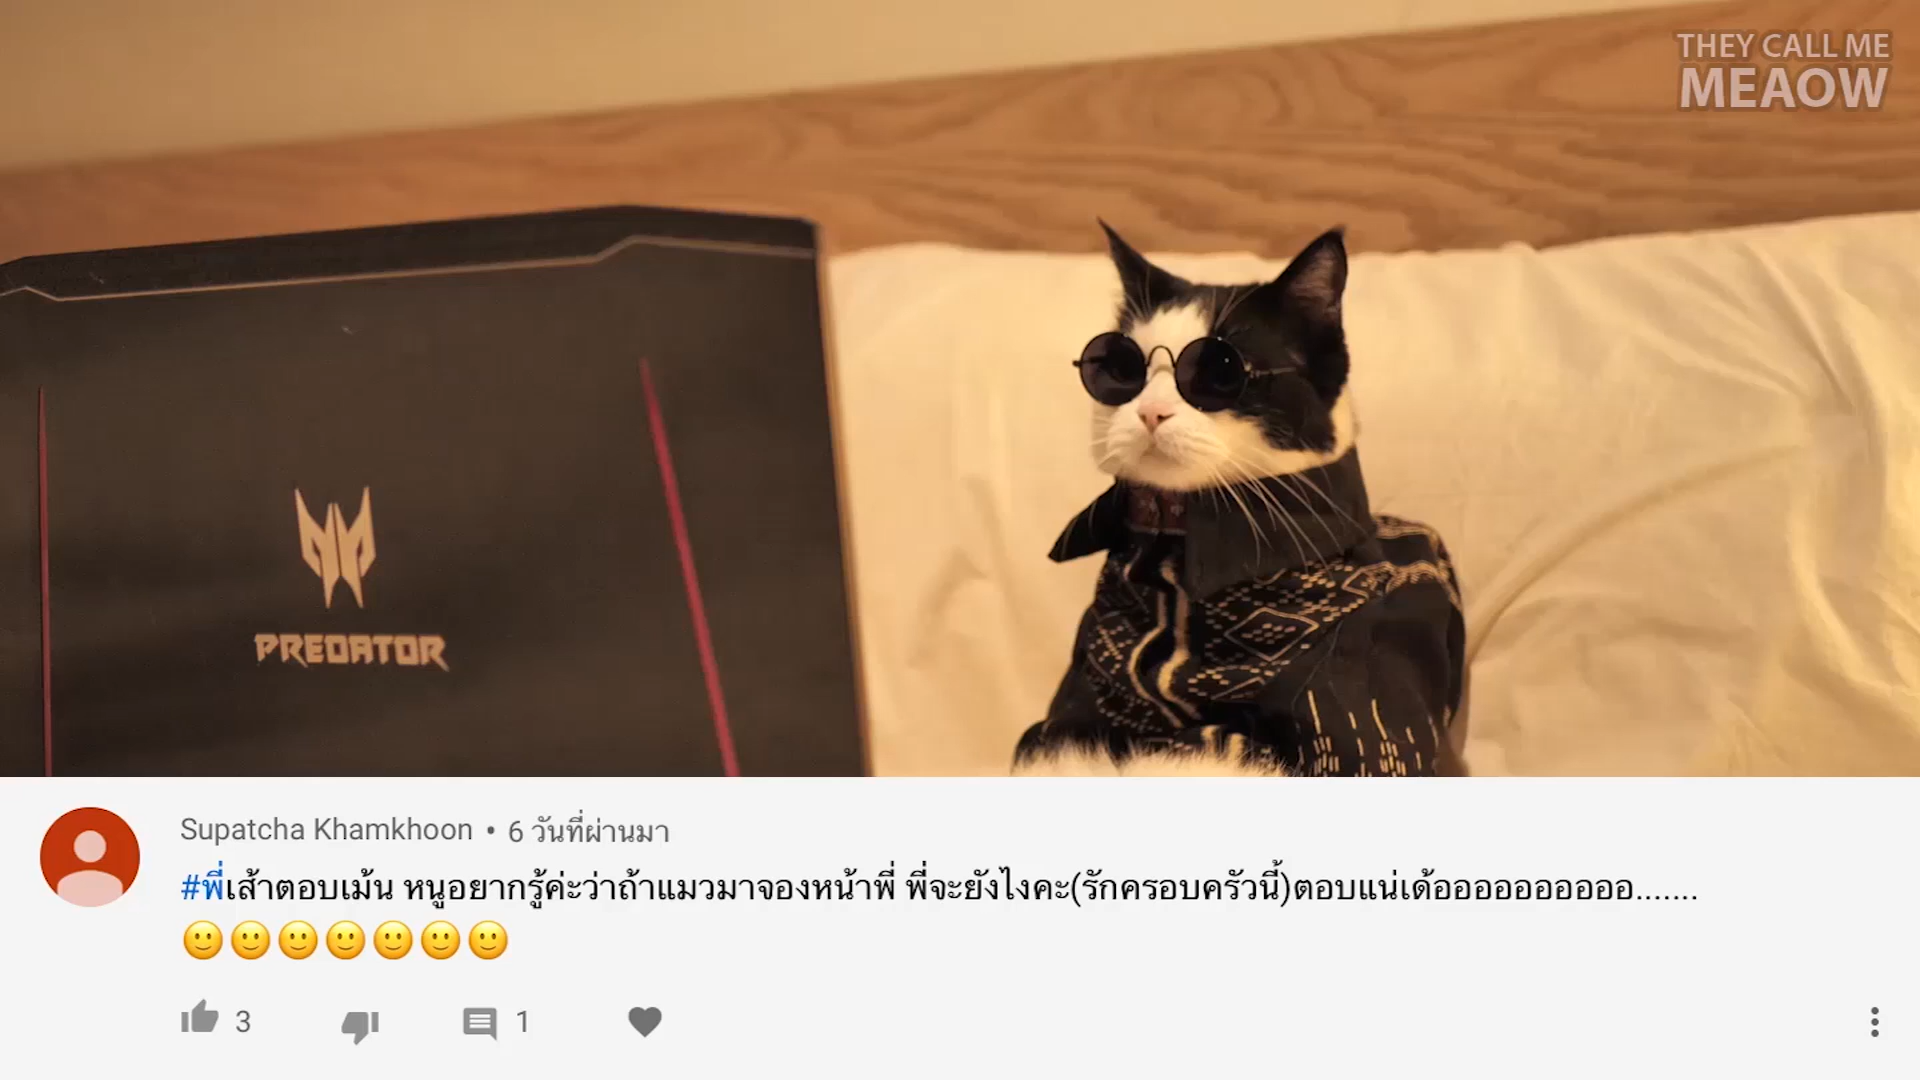 THEY CALL ME
MEAOW
PREDATOR
Supatcha Khamkhoon • 6 วันที่ผ่านมา
#พี่เส้าตอบเม้น หนูอยากรู้ค่ะว่าถ้าแมวมาจองหน้าพี่ พี่จะยังไงคะ(รักครอบครัวนี้)ตอบแน่เด้ออออออออออ.......
🙂🙂🙂🙂🙂🙂🙂
3
1